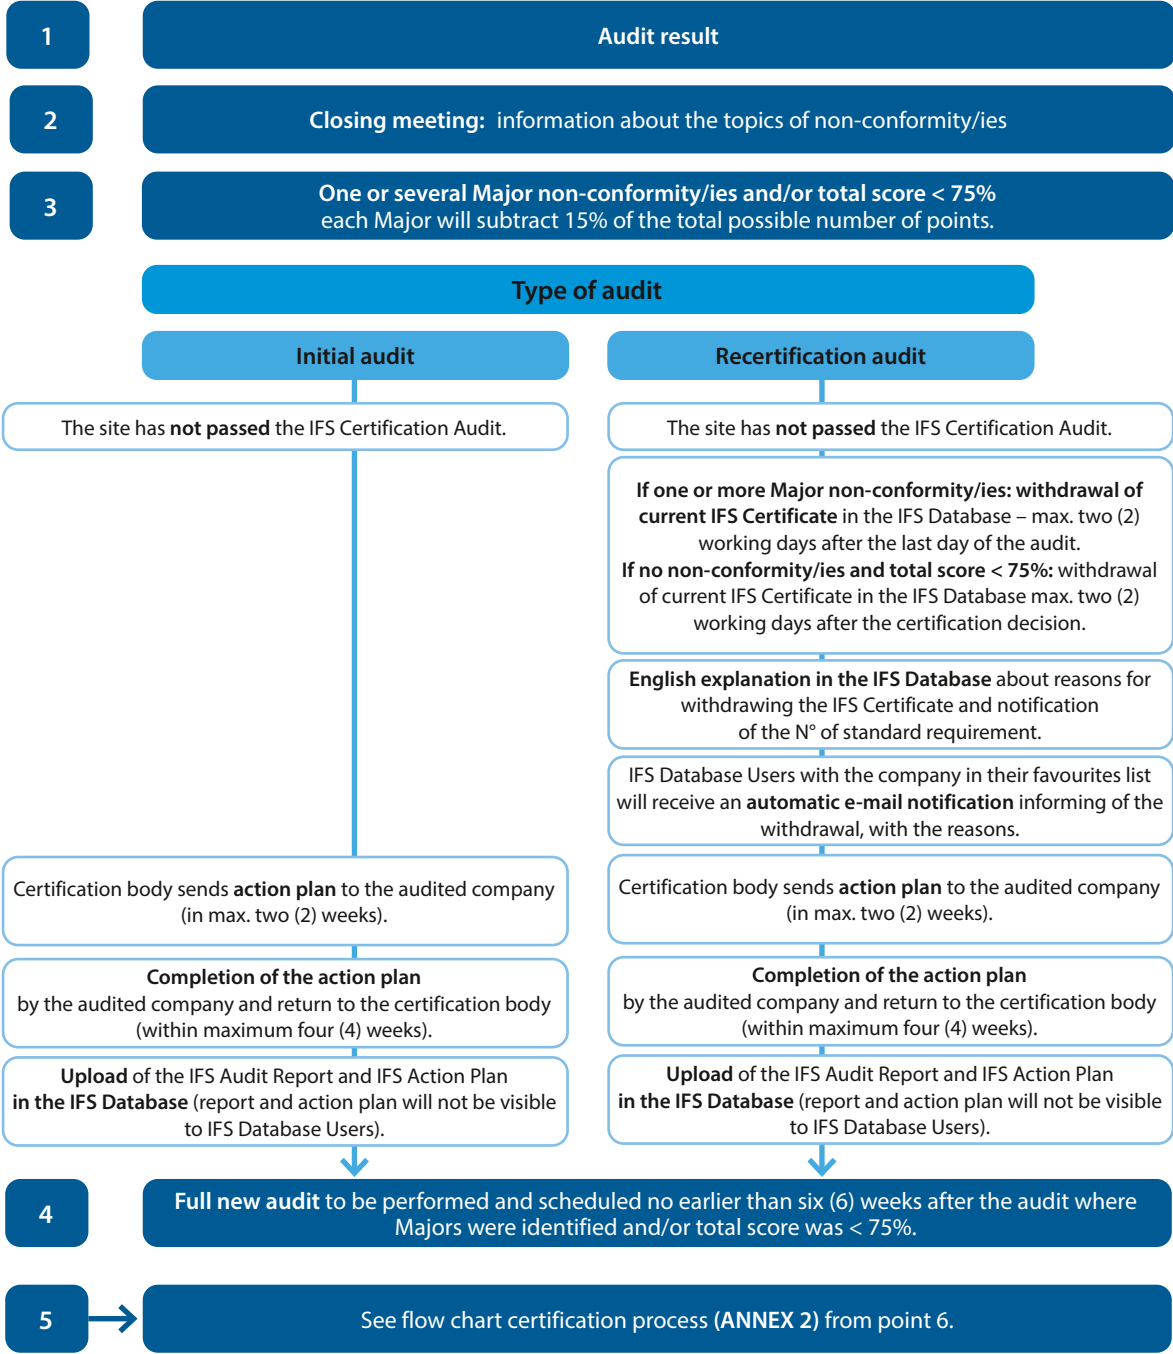 1
Audit result
2
Closing meeting: information about the topics of non-conformity/ies
3
One or several Major non-conformity/ies and/or total score < 75%
each Major will subtract 15% of the total possible number of points.
Type of audit
Initial audit
The site has not passed the IFS Certification Audit.
Certification body sends action plan to the audited company
(in max. two (2) weeks).
Completion of the action plan
by the audited company and return to the certification body
(within maximum four (4) weeks).
Upload of the IFS Audit Report and IFS Action Plan
in the IFS Database (report and action plan will not be visible
to IFS Database Users).
Recertification audit
The site has not passed the IFS Certification Audit.
If one or more Major non-conformity/ies: withdrawal of
current IFS Certificate in the IFS Database – max. two (2)
working days after the last day of the audit.
If no non-conformity/ies and total score < 75%: withdrawal
of current IFS Certificate in the IFS Database max. two (2)
working days after the certification decision.
English explanation in the IFS Database about reasons for
withdrawing the IFS Certificate and notification
of the N° of standard requirement.
IFS Database Users with the company in their favourites list
will receive an automatic e-mail notification informing of the
withdrawal, with the reasons.
Certification body sends action plan to the audited company
(in max. two (2) weeks).
Completion of the action plan
by the audited company and return to the certification body
(within maximum four (4) weeks).
Upload of the IFS Audit Report and IFS Action Plan
in the IFS Database (report and action plan will not be visible
to IFS Database Users).
4
Full new audit to be performed and scheduled no earlier than six (6) weeks after the audit where
Majors were identified and/or total score was < 75%.
5
See flow chart certification process (ANNEX 2) from point 6.